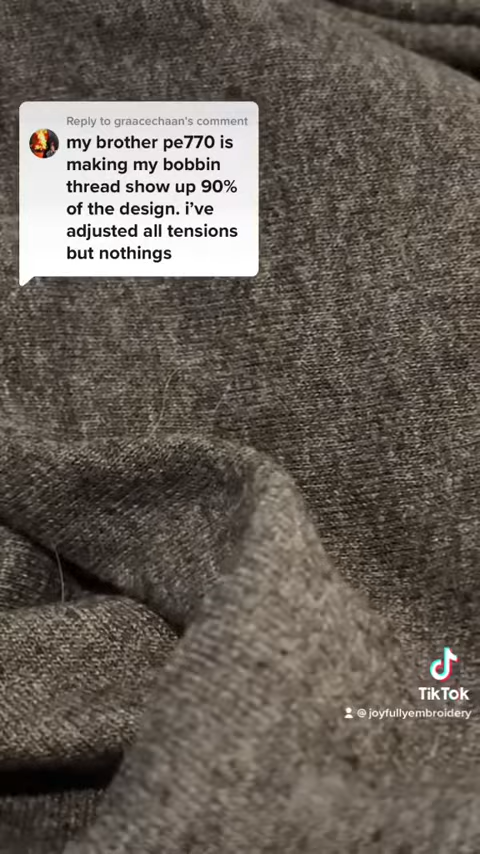 Reply to graacechaan's comment
my brother pe770 is
making my bobbin
thread show up 90%
of the design. i've
adjusted all tensions
but nothings
TikTok
@joyfullyembroidery